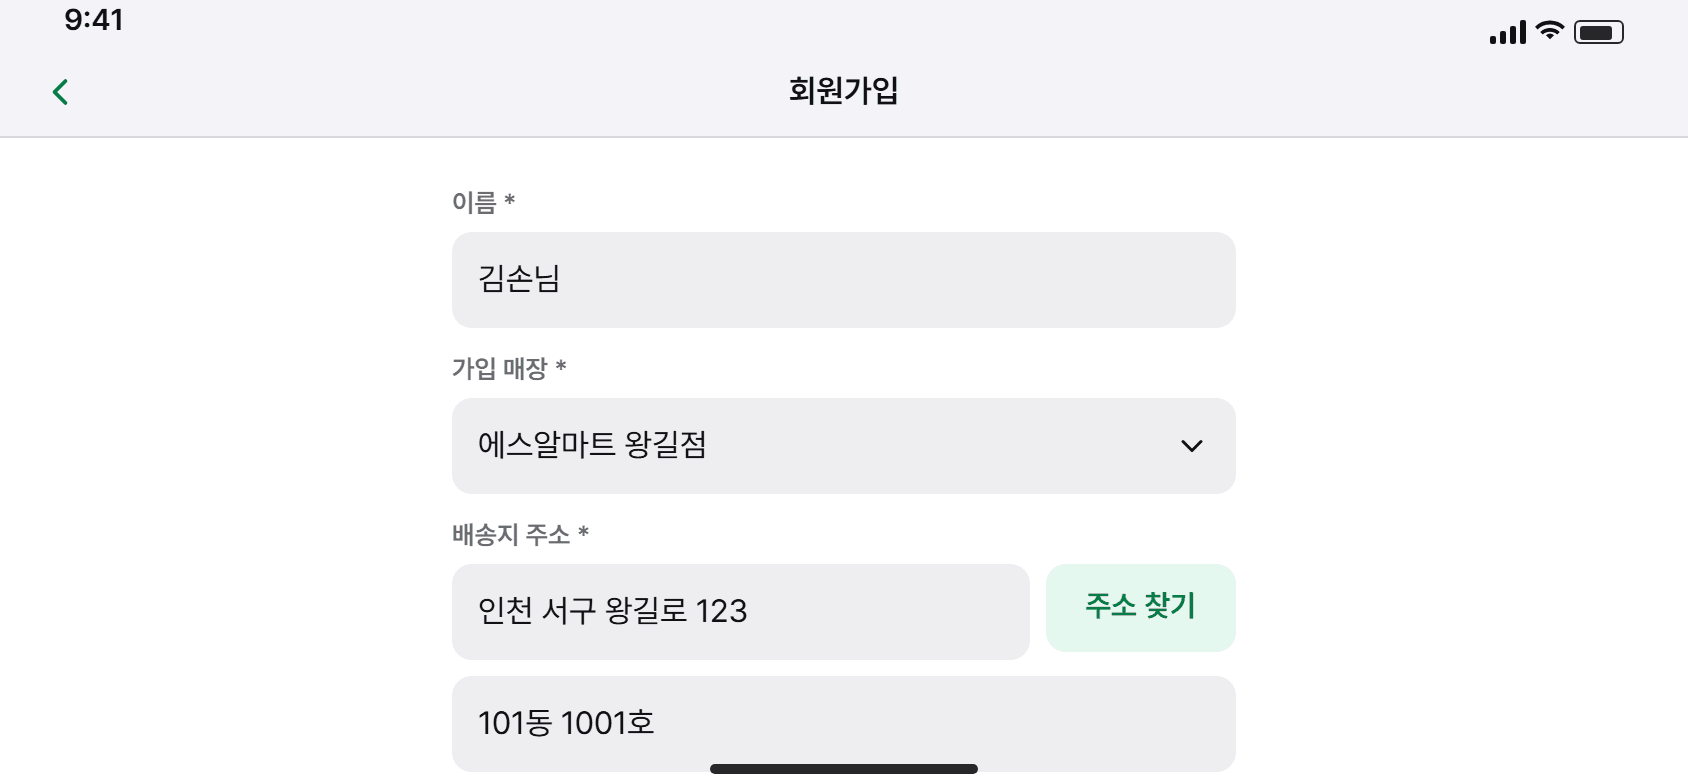 9:41
회원가입
이름 *
김손님
가입 매장 *
에스알마트 왕길점
배송지 주소 *
인천 서구 왕길로 123
주소 찾기
101동 1001호